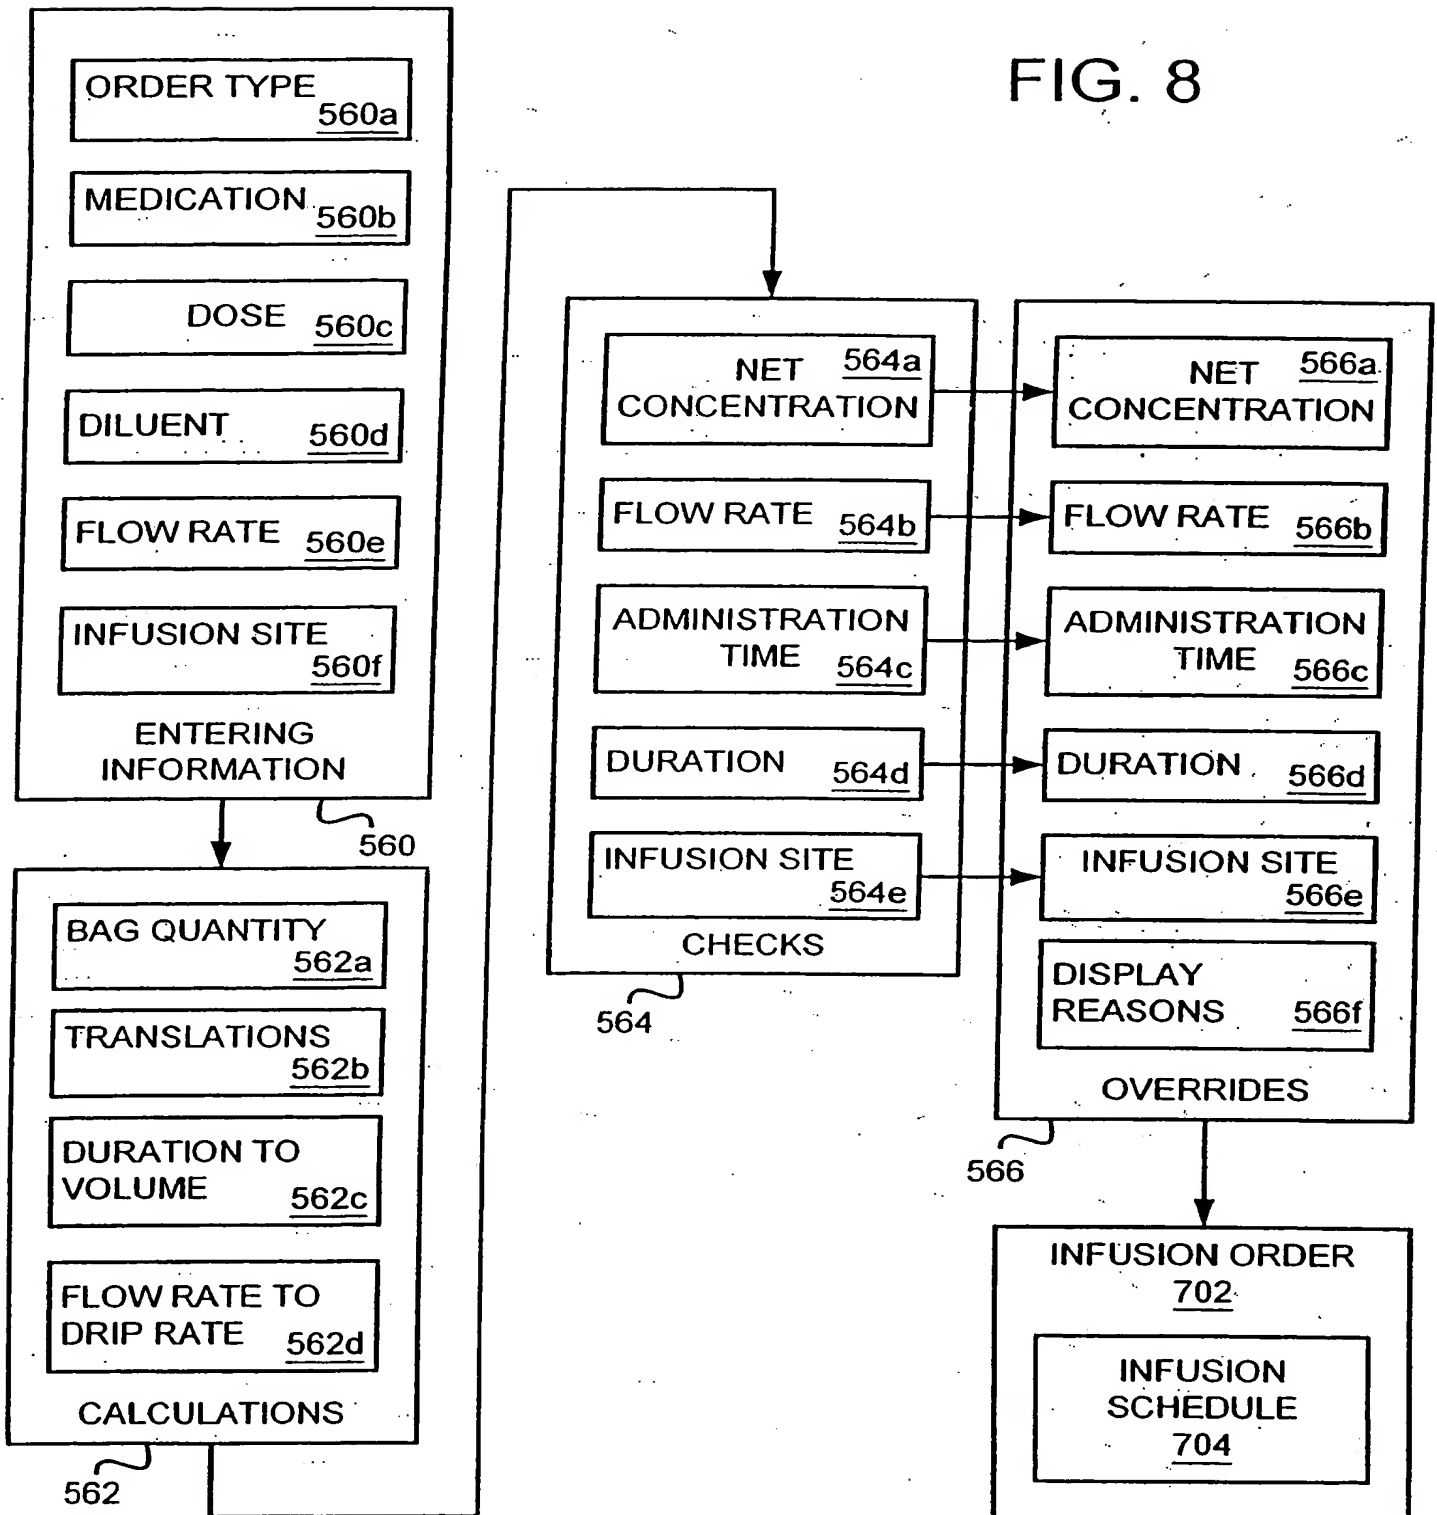 FIG. 8
ORDER TYPE
560a
MEDICATION
560b
DOSE
560c
DILUENT
560d
FLOW RATE
560e
INFUSION SITE
560f
ENTERING
INFORMATION
560
BAG QUANTITY
562a
TRANSLATIONS
562b
DURATION TO
VOLUME
562c
FLOW RATE TO
DRIP RATE
562d
CALCULATIONS
562
NET
564a
CONCENTRATION
FLOW RATE
564b
ADMINISTRATION
TIME
564c
DURATION
564d
INFUSION SITE
564e
CHECKS
564
NET
566a
CONCENTRATION
FLOW RATE
566b
ADMINISTRATION
TIME
566c
DURATION
566d
INFUSION SITE
566e
DISPLAY
REASONS
566f
OVERRIDES
566
INFUSION ORDER
702
INFUSION
SCHEDULE
704